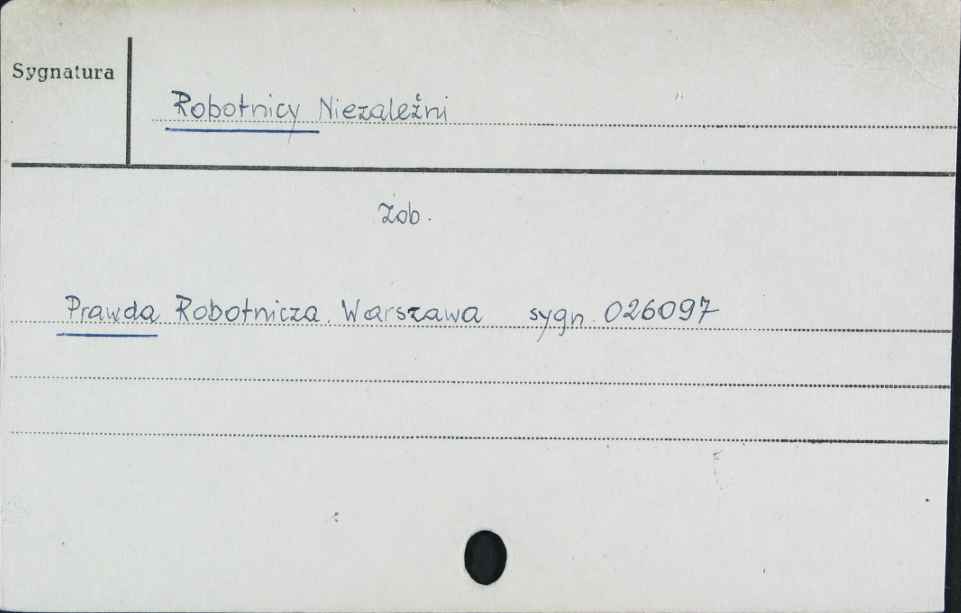 Sygnatura
Robotnicy Niezależni
Zob.
Prawda Robotnicza. Warszawa sygn. 026097